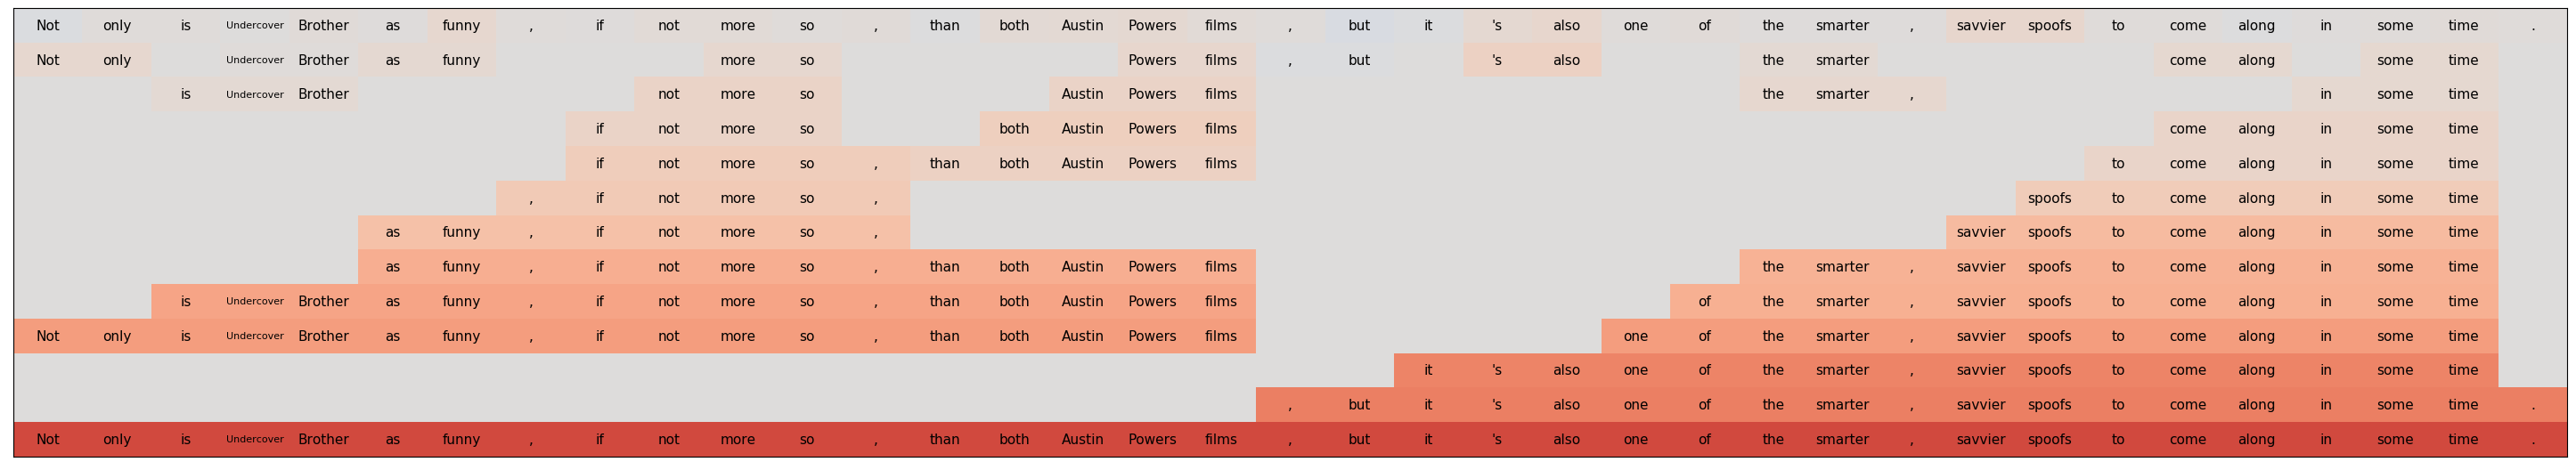 Not only is Undercover Brother as funny , if not more so , than both Austin Powers films , but it 's also one of the smarter , savvier spoofs to come along in some time .
Not only Undercover Brother as funny more so Powers films , but 's also the smarter come along some time
is Undercover Brother not more so Austin Powers films the smarter , in some time
if not more so both Austin Powers films come along in some time
if not more so , than both Austin Powers films to come along in some time
, if not more so , spoofs to come along in some time
as funny , if not more so , savvier spoofs to come along in some time
as funny , if not more so , than both Austin Powers films the smarter , savvier spoofs to come along in some time
is Undercover Brother as funny , if not more so , than both Austin Powers films of the smarter , savvier spoofs to come along in some time
Not only is Undercover Brother as funny , if not more so , than both Austin Powers films one of the smarter , savvier spoofs to come along in some time
it 's also one of the smarter , savvier spoofs to come along in some time
, but it 's also one of the smarter , savvier spoofs to come along in some time .
Not only is Undercover Brother as funny , if not more so , than both Austin Powers films , but it 's also one of the smarter , savvier spoofs to come along in some time .